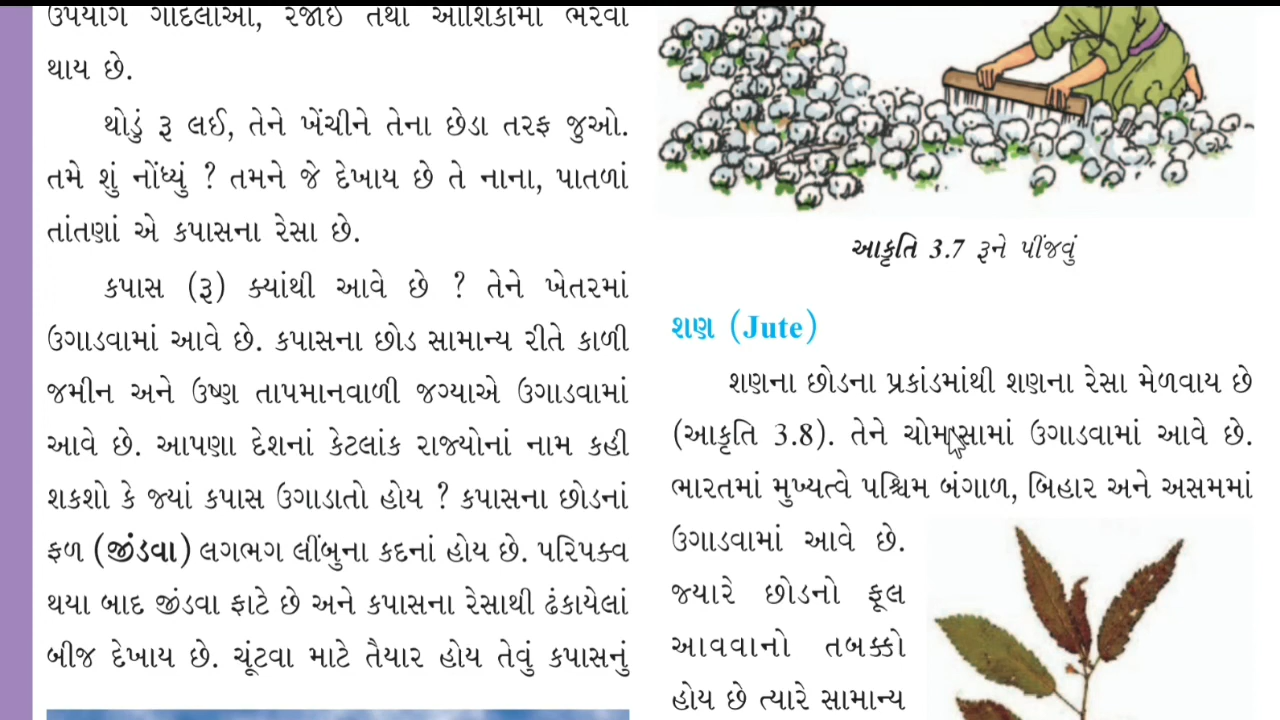 ઉપયોગ ગાદલાઓ, રજાઈ તથા ઓશિકામાં ભરવા
થાય છે.
થોડું રૂ લઈ, તેને ખેંચીને તેના છેડા તરફ જુઓ.
તમે શું નોંધ્યું ? તમને જે દેખાય છે તે નાના, પાતળાં
તાંતણાં એ કપાસના રેસા છે.
કપાસ (રૂ) ક્યાંથી આવે છે ? તેને ખેતરમાં
ઉગાડવામાં આવે છે. કપાસના છોડ સામાન્ય રીતે કાળી
જમીન અને ઉષ્ણ તાપમાનવાળી જગ્યાએ ઉગાડવામાં
આવે છે. આપણા દેશનાં કેટલાંક રાજ્યોનાં નામ કહી
શકશો કે જ્યાં કપાસ ઉગાડાતો હોય ? કપાસના છોડનાં
ફળ (જીંડવા) લગભગ લીંબુના કદનાં હોય છે. પરિપક્વ
થયા બાદ જીંડવા ફાટે છે અને કપાસના રેસાથી ઢંકાયેલાં
બીજ દેખાય છે. ચૂંટવા માટે તૈયાર હોય તેવું કપાસનું
આકૃતિ 3.7 રૂને પીંજવું
શણ (Jute)
શણના છોડના પ્રકાંડમાંથી શણના રેસા મેળવાય છે
(આકૃતિ 3.8). તેને ચોમાસામાં ઉગાડવામાં આવે છે.
ભારતમાં મુખ્યત્વે પશ્ચિમ બંગાળ, બિહાર અને અસમમાં
ઉગાડવામાં આવે છે.
જ્યારે છોડનો ફૂલ
આવવાનો તબક્કો
હોય છે ત્યારે સામાન્ય